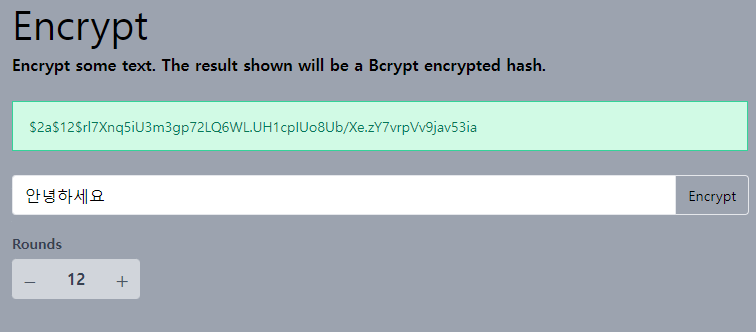 Encrypt
Encrypt some text. The result shown will be a Bcrypt encrypted hash.
$2a$12$rl7Xnq5iU3m3gp72LQ6WL.UH1cpIUo8Ub/Xe.zY7vrpVv9jav53ia
안녕하세요 Encrypt
Rounds
− 12 +